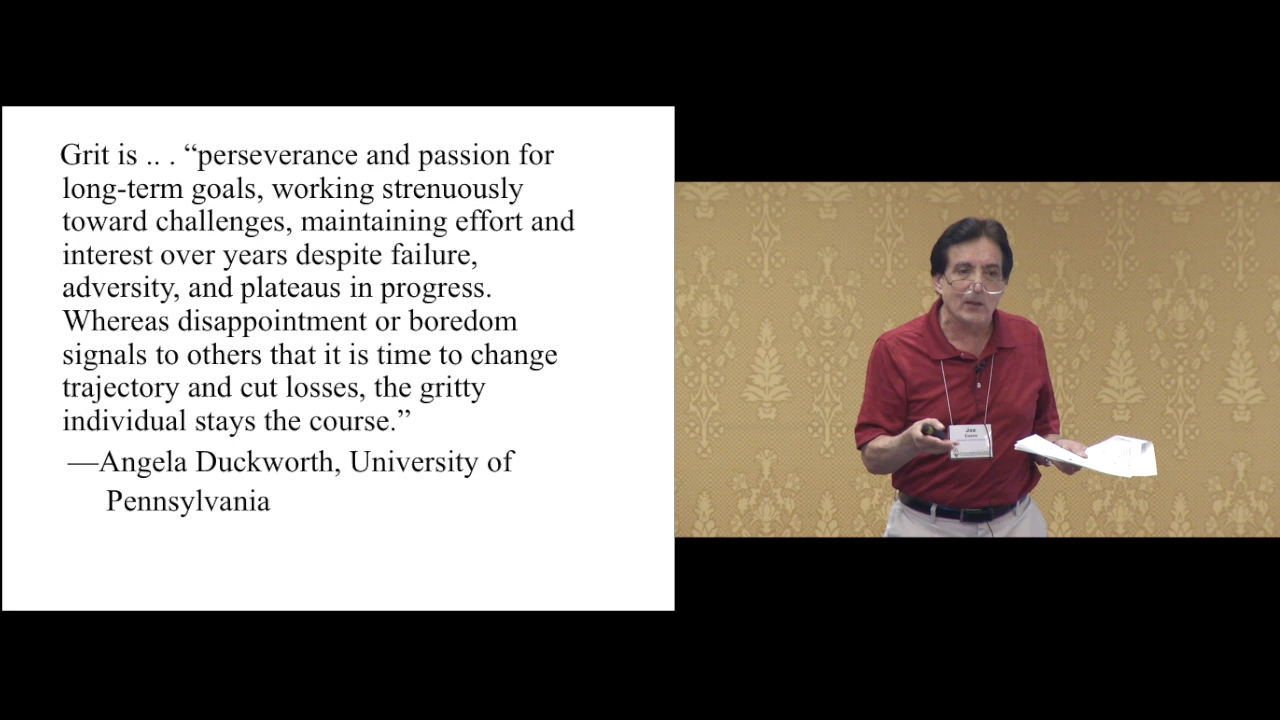 Grit is .. . “perseverance and passion for
long-term goals, working strenuously
toward challenges, maintaining effort and
interest over years despite failure,
adversity, and plateaus in progress.
Whereas disappointment or boredom
signals to others that it is time to change
trajectory and cut losses, the gritty
individual stays the course.”
—Angela Duckworth, University of
Pennsylvania
Joe